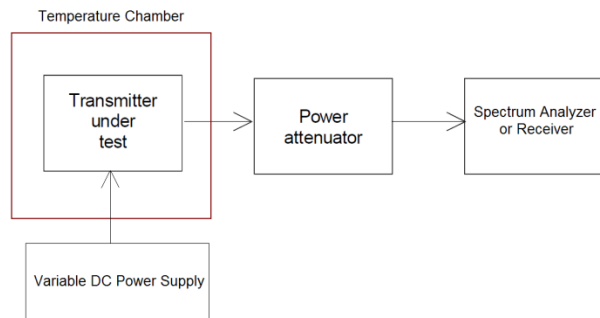 Temperature Chamber
Transmitter
under
test
Power
attenuator
Spectrum Analyzer
or Receiver
Variable DC Power Supply